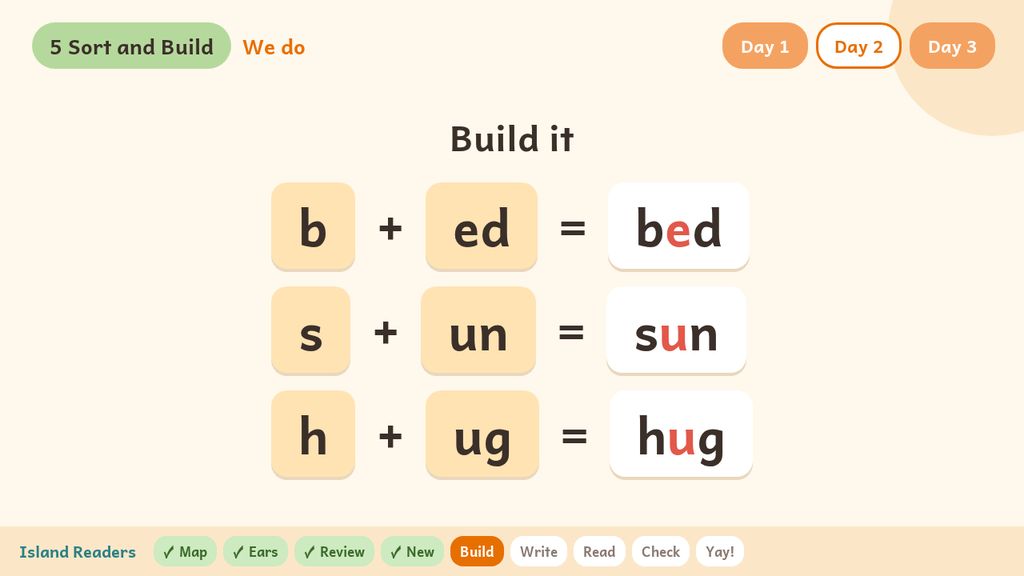 5 Sort and Build We do Day 1 Day 2 Day 3
Build it
b + ed = bed
s + un = sun
h + ug = hug
Island Readers ✓ Map ✓ Ears ✓ Review ✓ New Build Write Read Check Yay!